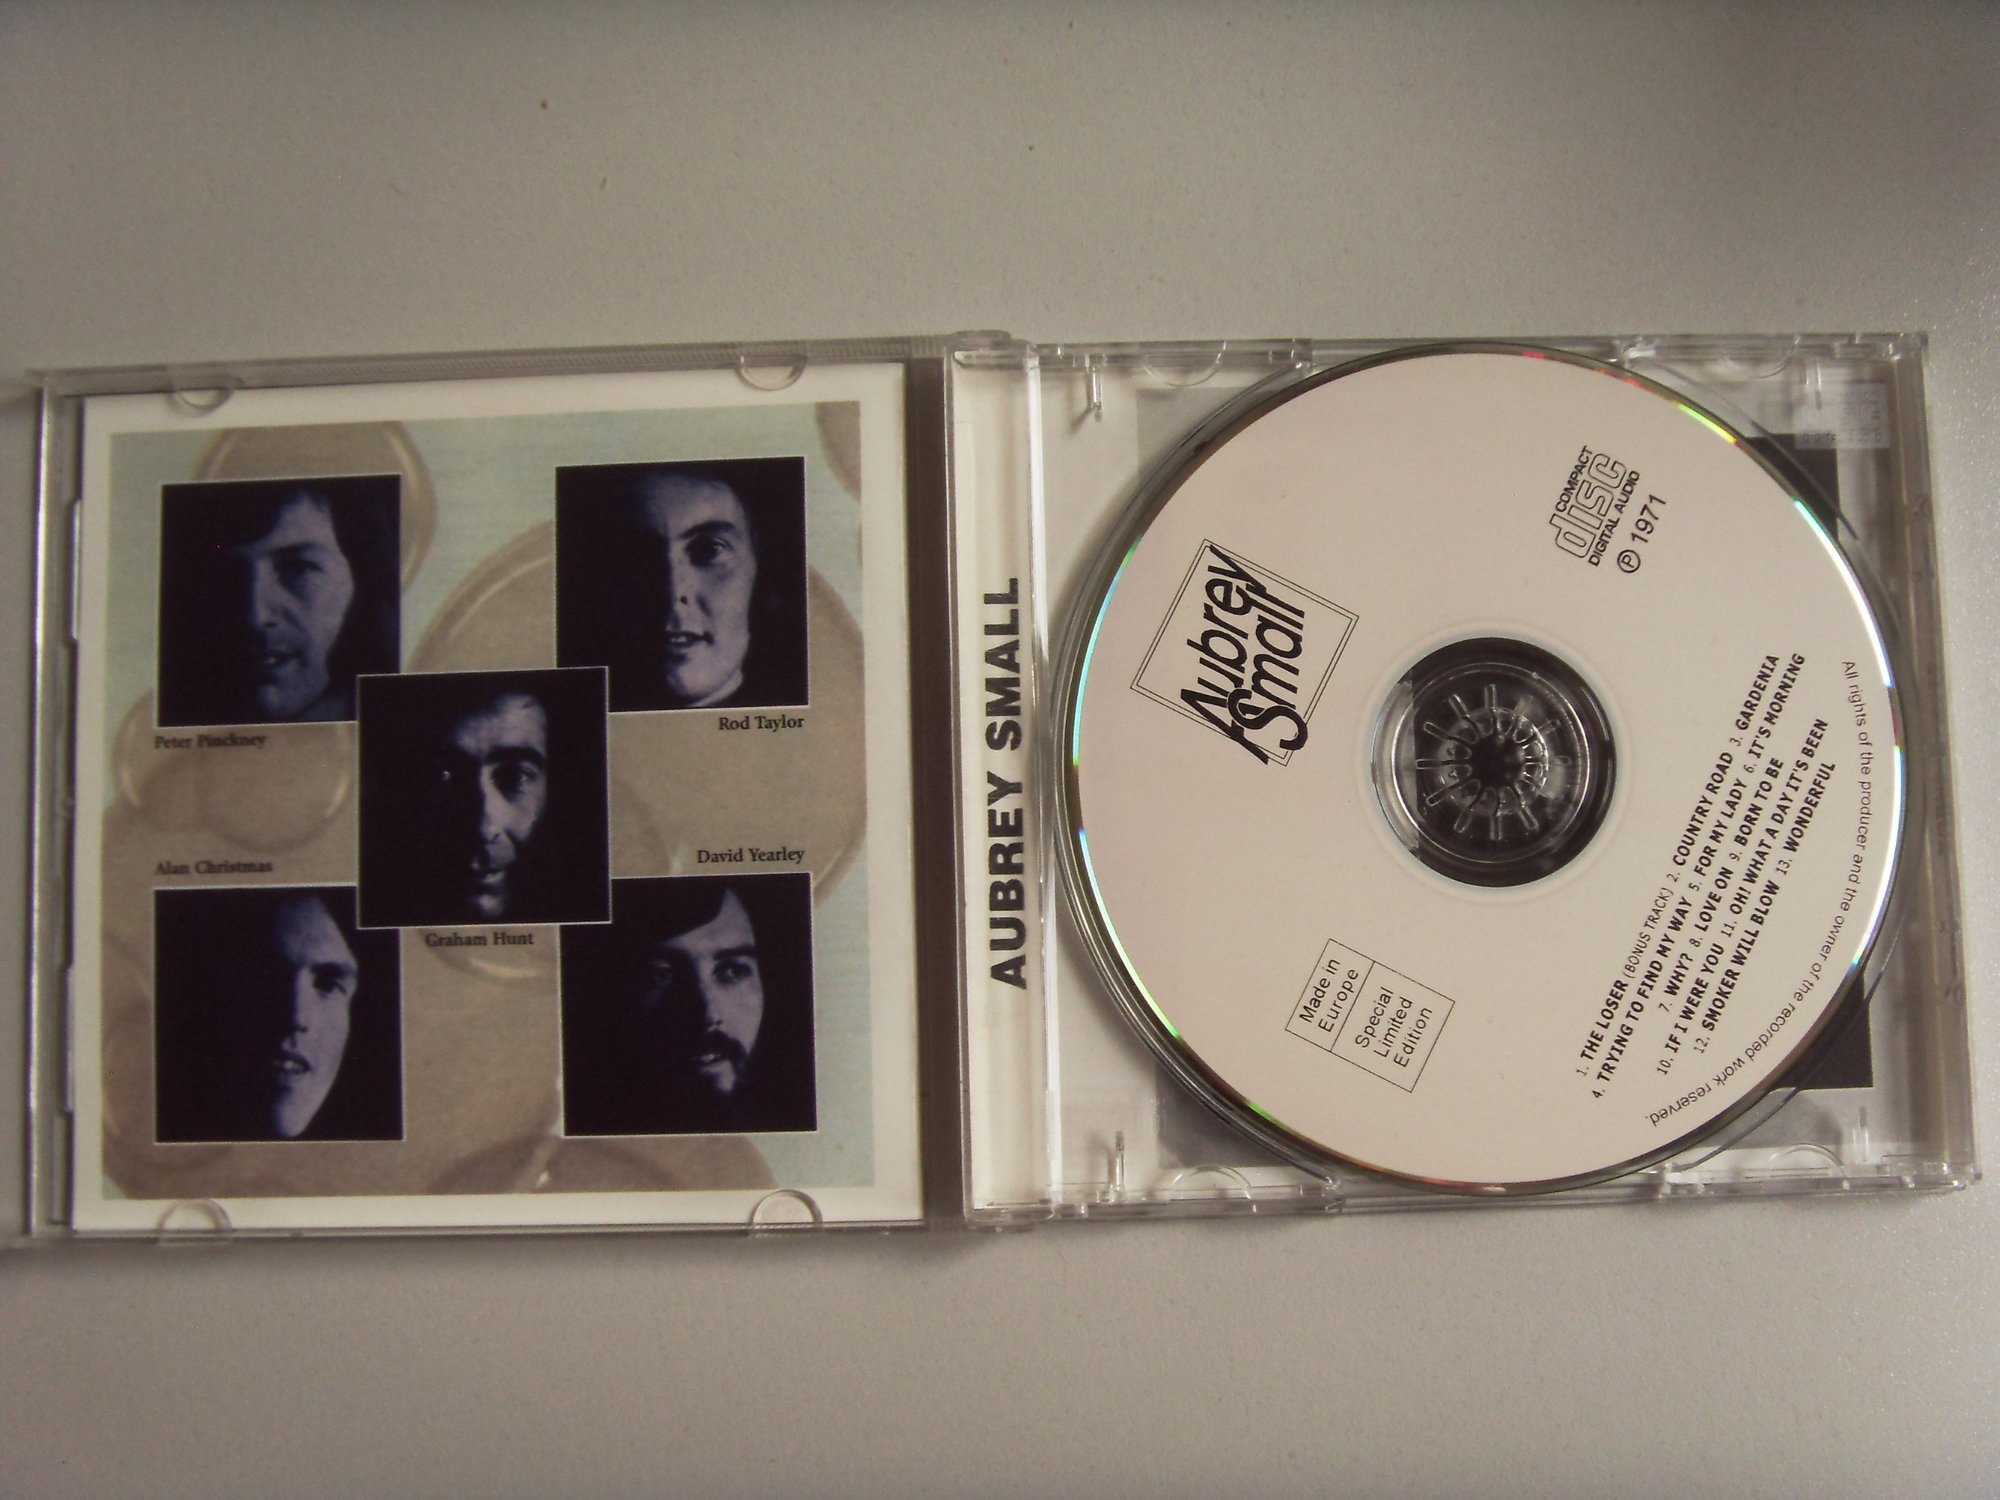 Peter Pinckney
Rod Taylor
Alan Christmas
David Yearley
Graham Hunt
AUBREY SMALL
Aubrey
Small
COMPACT
disc
DIGITAL AUDIO
℗ 1971
Made in
Europe
Special
Limited
Edition
1. THE LOSER (BONUS TRACK) 2. COUNTRY ROAD 3. GARDENIA
4. TRYING TO FIND MY WAY 5. FOR MY LADY 6. IT'S MORNING
7. WHY? 8. LOVE ON 9. BORN TO BE
10. IF I WERE YOU 11. OH! WHAT A DAY IT'S BEEN
12. SMOKER WILL BLOW 13. WONDERFUL
All rights of the producer and the owner of the recorded work reserved.